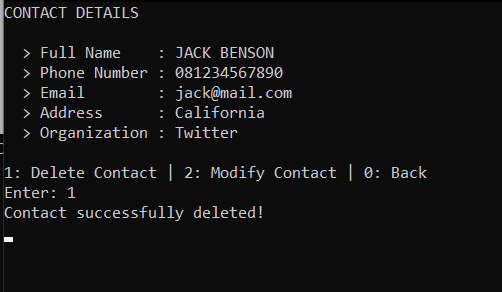 CONTACT DETAILS
> Full Name : JACK BENSON
> Phone Number : 081234567890
> Email : jack@mail.com
> Address : California
> Organization : Twitter
1: Delete Contact | 2: Modify Contact | 0: Back
Enter: 1
Contact successfully deleted!